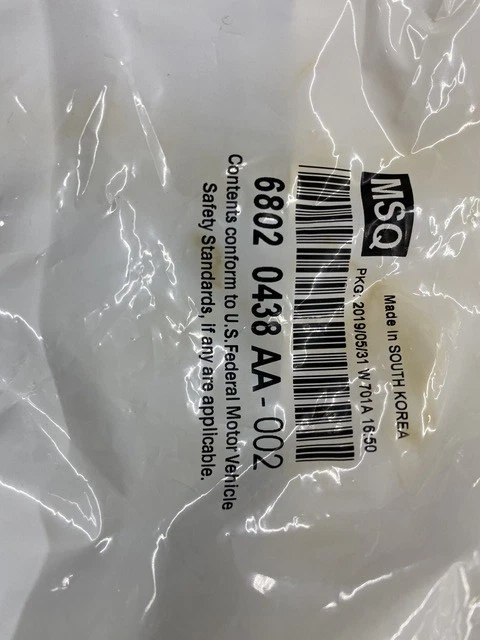 MSQ
Made in SOUTH KOREA
PKG: 2019/05/31 W 701A 16:50
6802 0438 AA - 002
Contents conform to U.S.Federal Motor Vehicle
Safety Standards, if any are applicable.